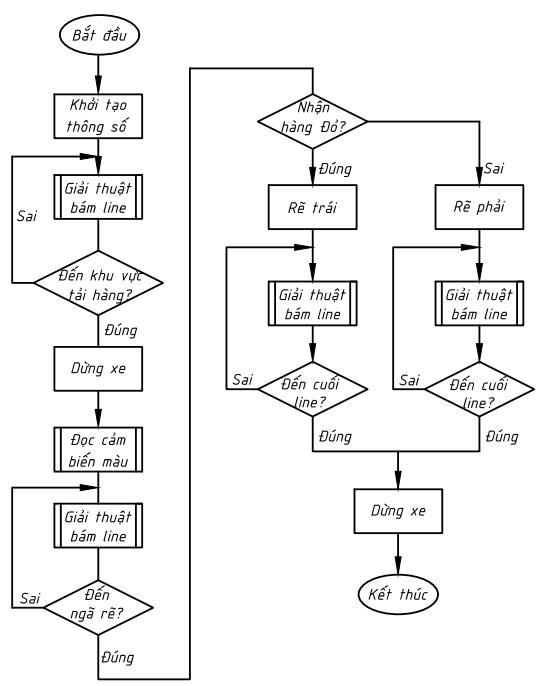 Bắt đầu
Khởi tạo
thông số
Giải thuật
bám line
Sai
Đến khu vực
tải hàng?
Đúng
Dừng xe
Đọc cảm
biến màu
Giải thuật
bám line
Đến
ngã rẽ?
Sai
Đúng
Nhận
hàng Đỏ?
Đúng
Sai
Rẽ trái
Rẽ phải
Giải thuật
bám line
Giải thuật
bám line
Đến cuối
line?
Sai
Đúng
Đến cuối
line?
Sai
Đúng
Dừng xe
Kết thúc